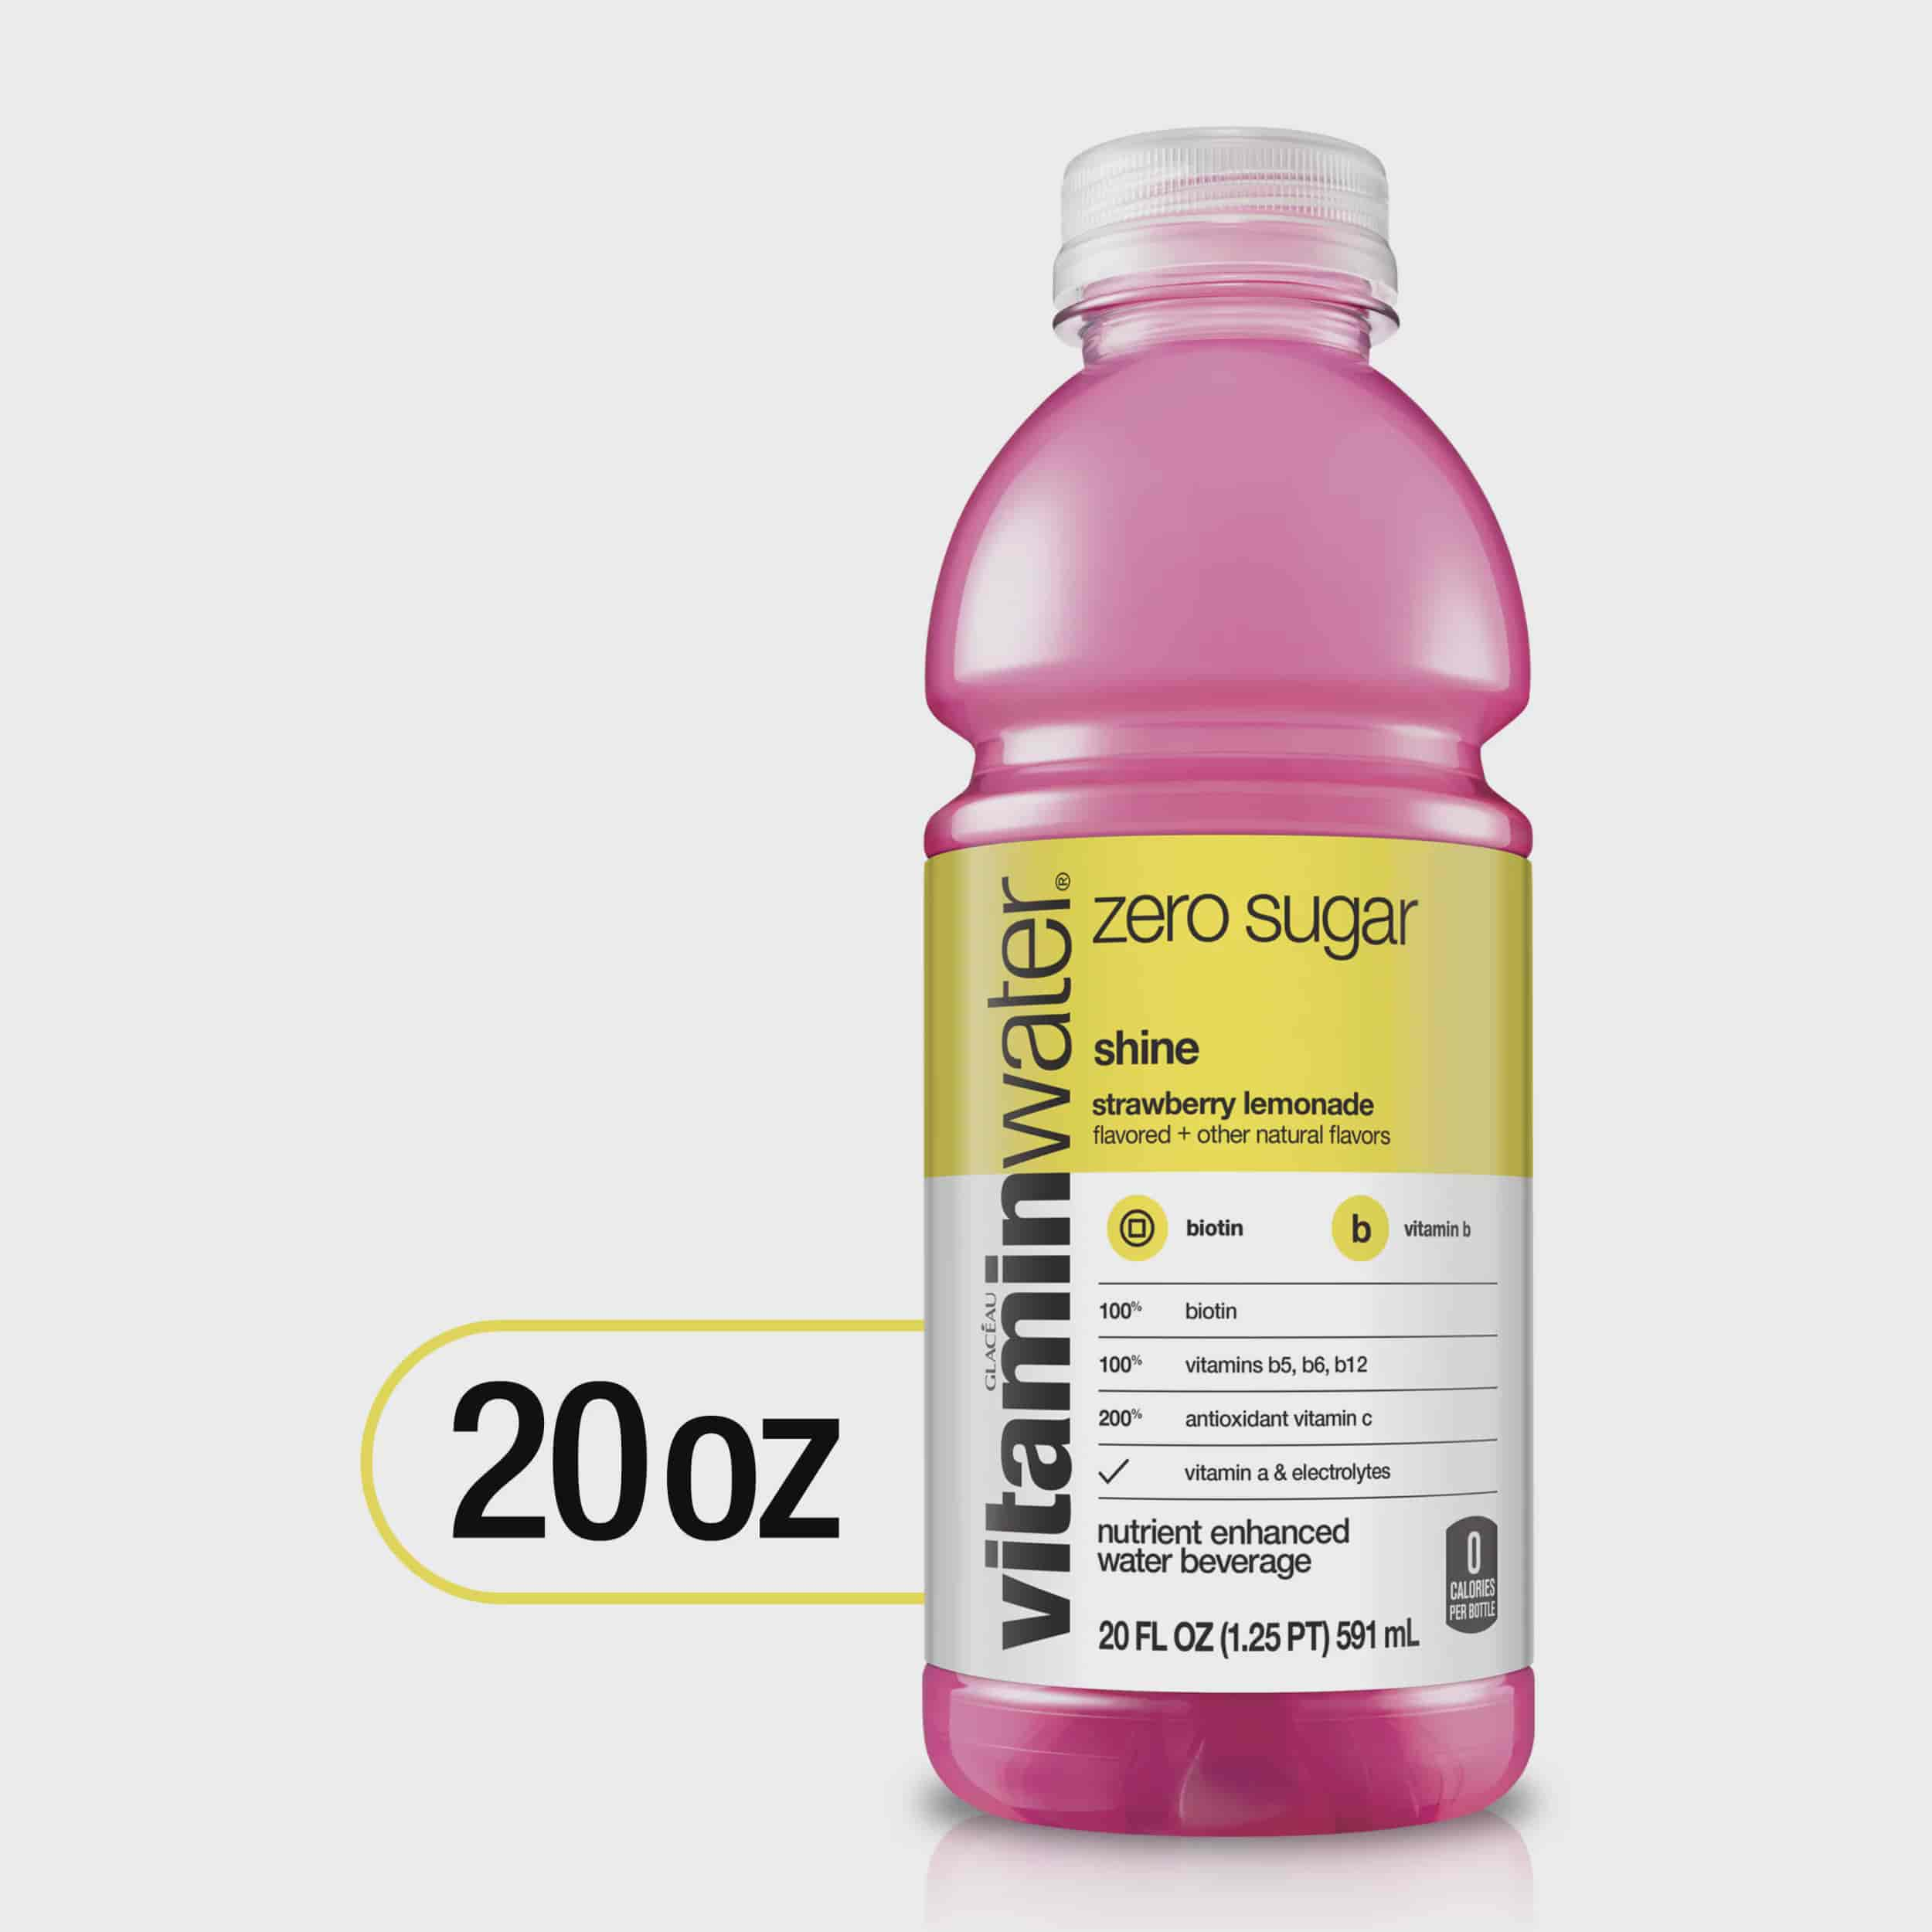 20 oz
GLACÉAU
vitaminwater®
zero sugar
shine
strawberry lemonade
flavored + other natural flavors
biotin
b vitamin b
100% biotin
100% vitamins b5, b6, b12
200% antioxidant vitamin c
✓ vitamin a & electrolytes
nutrient enhanced
water beverage
0
CALORIES
PER BOTTLE
20 FL OZ (1.25 PT) 591 mL